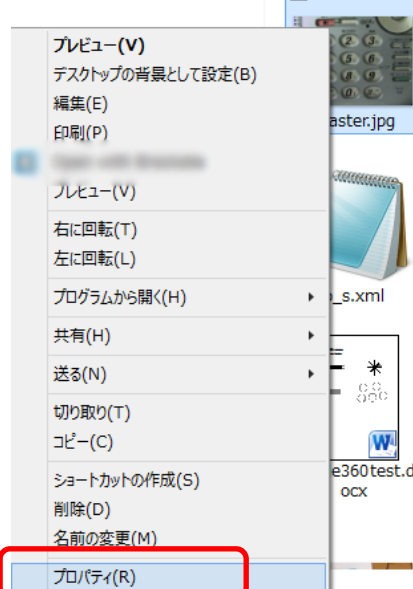 プレビュー(V)
デスクトップの背景として設定(B)
編集(E)
印刷(P)
プレビュー(V)
右に回転(T)
左に回転(L)
プログラムから開く(H)
共有(H)
送る(N)
切り取り(T)
コピー(C)
ショートカットの作成(S)
削除(D)
名前の変更(M)
プロパティ(R)
aster.jpg
_s.xml
e360test.d
ocx